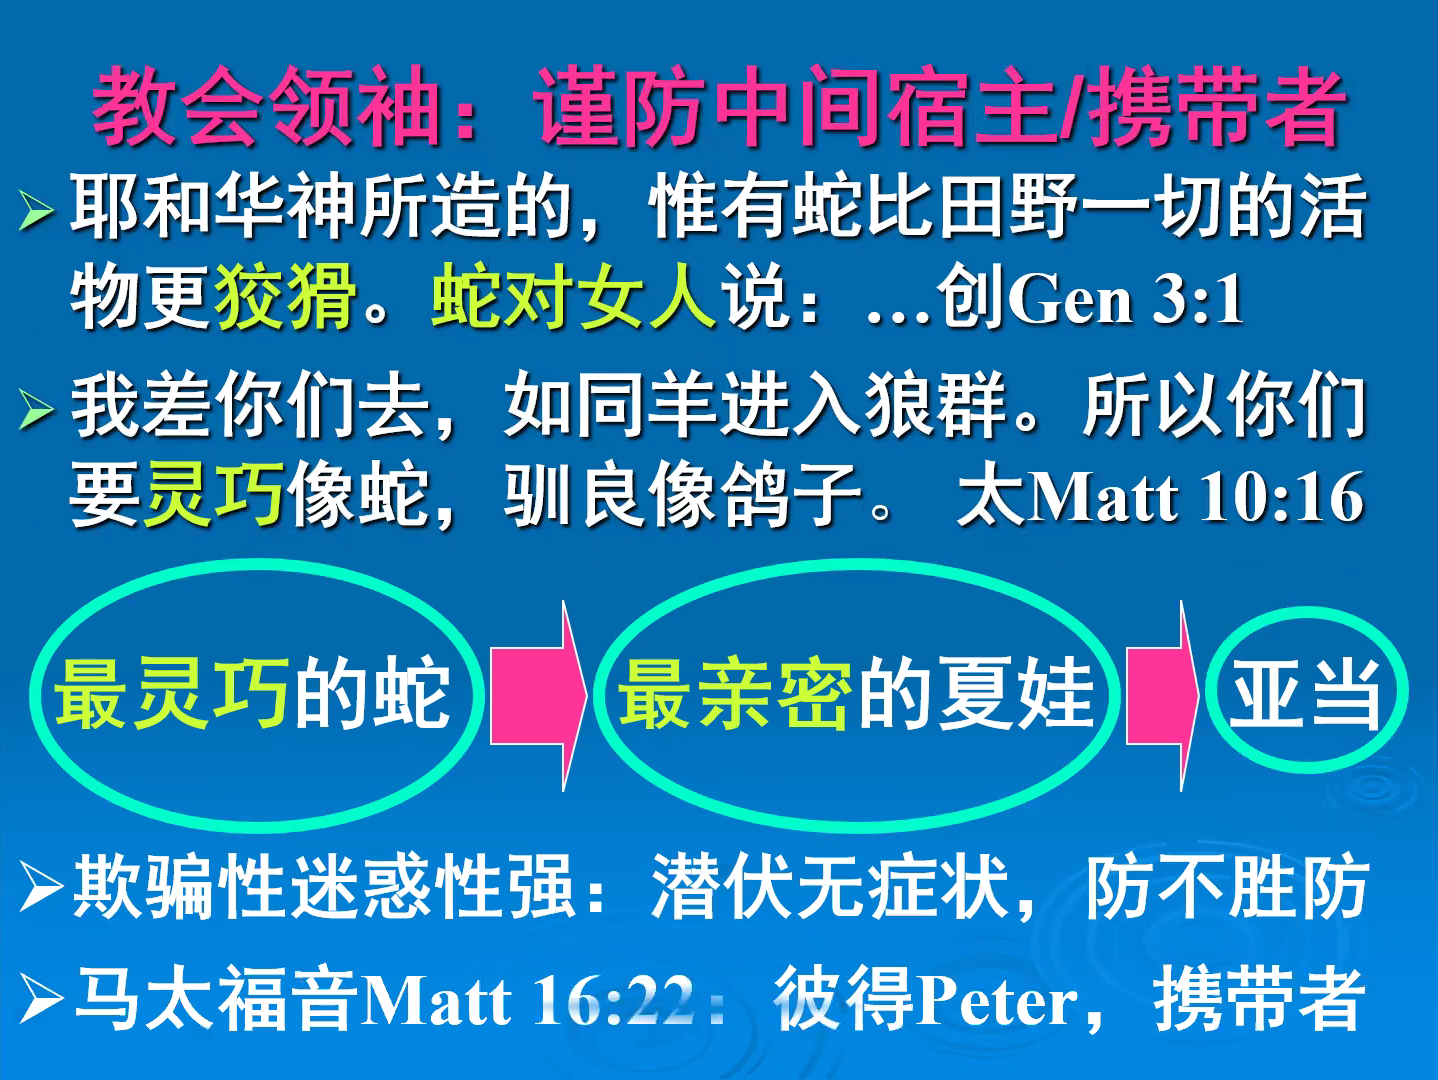 教会领袖：谨防中间宿主/携带者
耶和华神所造的，惟有蛇比田野一切的活
物更狡猾。蛇对女人说：…创Gen 3:1
我差你们去，如同羊进入狼群。所以你们
要灵巧像蛇，驯良像鸽子。 太Matt 10:16
最灵巧的蛇
最亲密的夏娃
亚当
欺骗性迷惑性强：潜伏无症状，防不胜防
马太福音Matt 16:22：彼得Peter，携带者